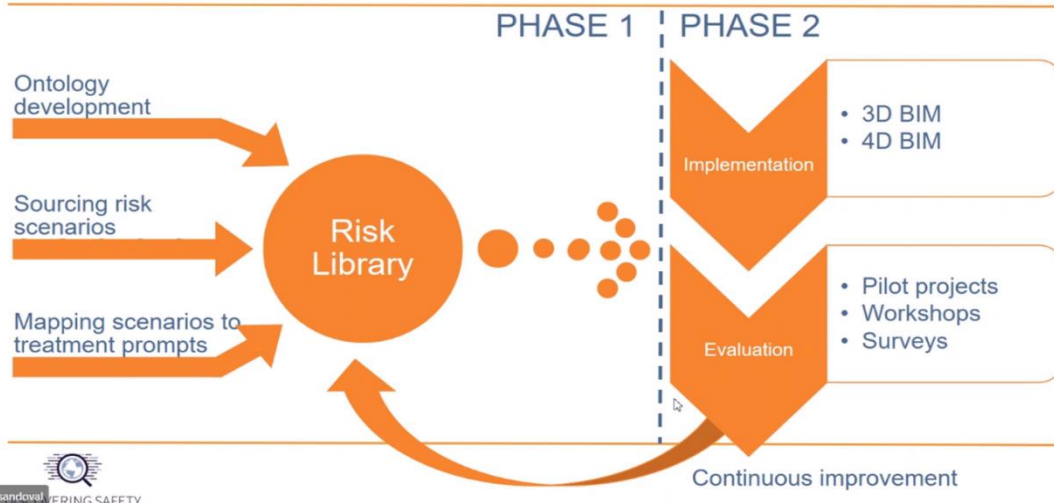 PHASE 1
PHASE 2
Ontology
development
Sourcing risk
scenarios
Mapping scenarios to
treatment prompts
Risk
Library
Implementation
• 3D BIM
• 4D BIM
Evaluation
• Pilot projects
• Workshops
• Surveys
Continuous improvement
sandoval
VERING SAFETY